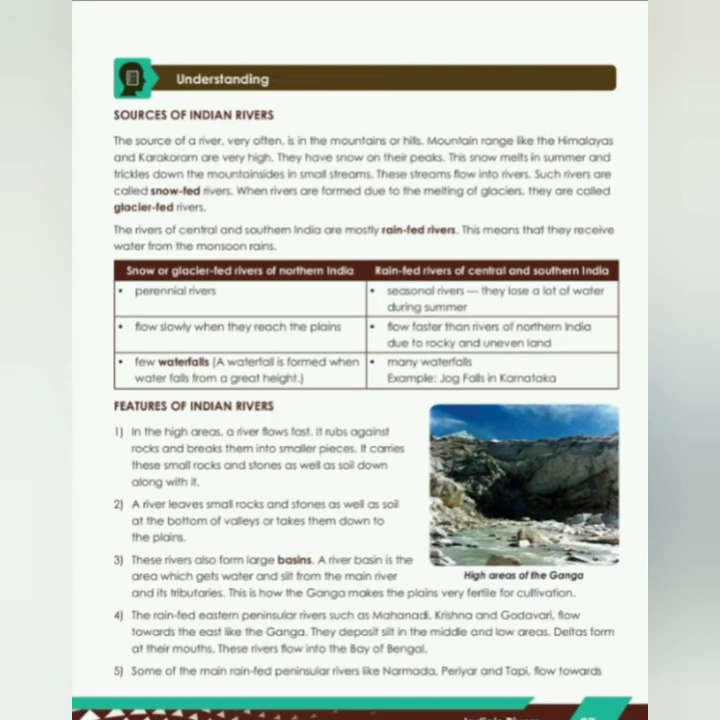 Understanding
SOURCES OF INDIAN RIVERS
The source of a river, very often, is in the mountains or hills. Mountain range like the Himalayas
and Karakoram are very high. They have snow on their peaks. This snow melts in summer and
trickles down the mountainsides in small streams. These streams flow into rivers. Such rivers are
called snow-fed rivers. When rivers are formed due to the melting of glaciers, they are called
glacier-fed rivers.
The rivers of central and southern India are mostly rain-fed rivers. This means that they receive
water from the monsoon rains.
Snow or glacier-fed rivers of northern India Rain-fed rivers of central and southern India
• perennial rivers • seasonal rivers — they lose a lot of water
during summer
• flow slowly when they reach the plains • flow faster than rivers of northern India
due to rocky and uneven land
• few waterfalls (A waterfall is formed when • many waterfalls
water falls from a great height.) Example: Jog Falls in Karnataka
FEATURES OF INDIAN RIVERS
1) In the high areas, a river flows fast. It rubs against
rocks and breaks them into smaller pieces. It carries
these small rocks and stones as well as soil down
along with it.
2) A river leaves small rocks and stones as well as soil
at the bottom of valleys or takes them down to
the plains.
3) These rivers also form large basins. A river basin is the
area which gets water and silt from the main river
High areas of the Ganga
and its tributaries. This is how the Ganga makes the plains very fertile for cultivation.
4) The rain-fed eastern peninsular rivers such as Mahanadi, Krishna and Godavari, flow
towards the east like the Ganga. They deposit silt in the middle and low areas. Deltas form
at their mouths. These rivers flow into the Bay of Bengal.
5) Some of the main rain-fed peninsular rivers like Narmada, Periyar and Tapi, flow towards